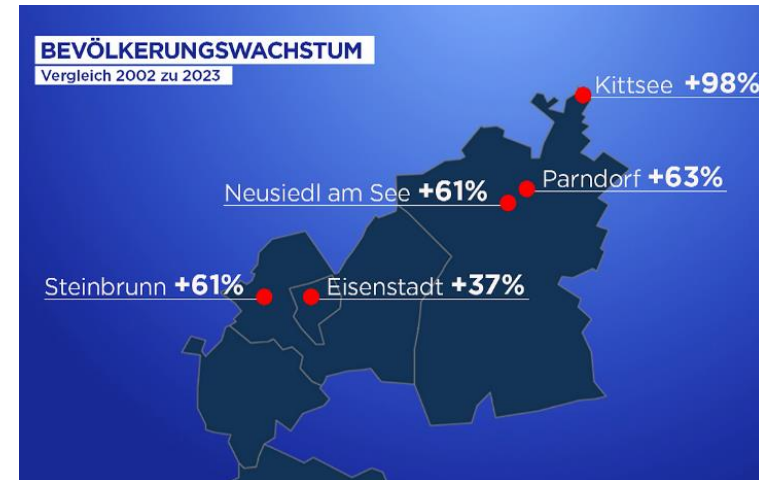 BEVÖLKERUNGSWACHSTUM
Vergleich 2002 zu 2023
Kittsee +98%
Parndorf +63%
Neusiedl am See +61%
Steinbrunn +61%
Eisenstadt +37%